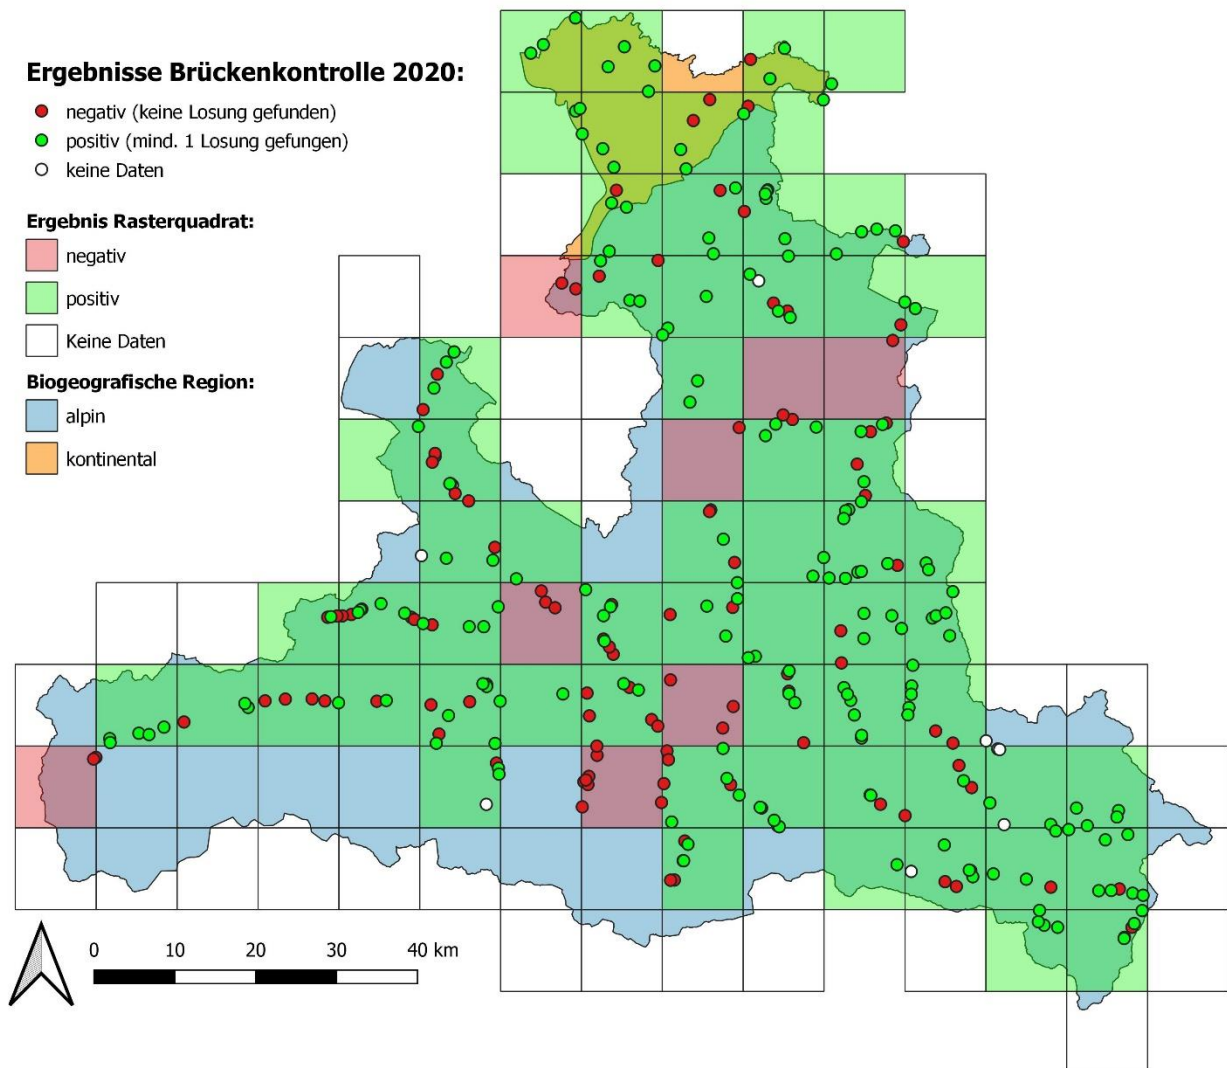 Ergebnisse Brückenkontrolle 2020:
negativ (keine Losung gefunden)
positiv (mind. 1 Losung gefungen)
keine Daten
Ergebnis Rasterquadrat:
negativ
positiv
Keine Daten
Biogeografische Region:
alpin
kontinental
0 10 20 30 40 km